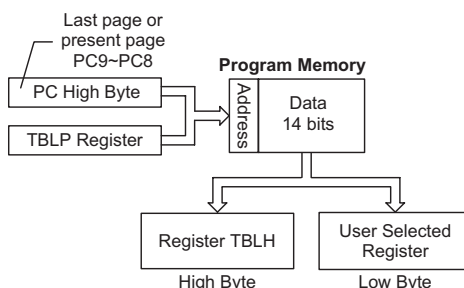 Last page or
present page
PC9~PC8
Program Memory
PC High Byte
TBLP Register
Address
Data
14 bits
Register TBLH
User Selected
Register
High Byte
Low Byte